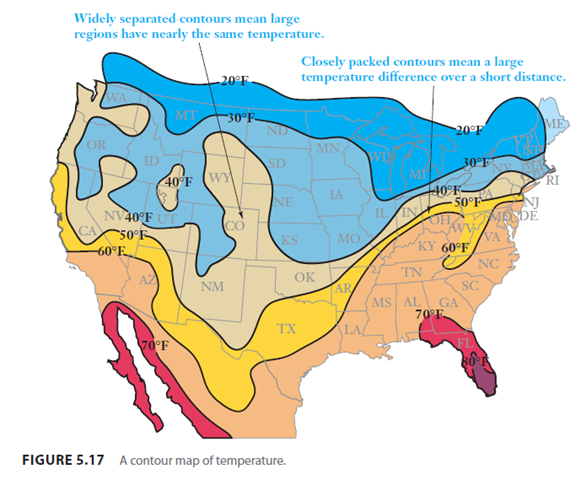 Widely separated contours mean large
regions have nearly the same temperature.
Closely packed contours mean a large
temperature difference over a short distance.
20°F
WA
MT
30°F
ND
20°F
ME
OR
MN
VT
NH
ID
SD
WI
NY
MA
30°F
MI
40°F
WY
RI
IA
40°F
PA
NE
50°F
NJ
NV
40°F
UT
IL
IN
OH
MD
DE
50°F
CO
WV
CA
KS
MO
KY
60°F
VA
60°F
OK
TN
NC
AZ
NM
AR
SC
MS
AL
GA
70°F
TX
LA
70°F
FL
80°F
FIGURE 5.17 A contour map of temperature.